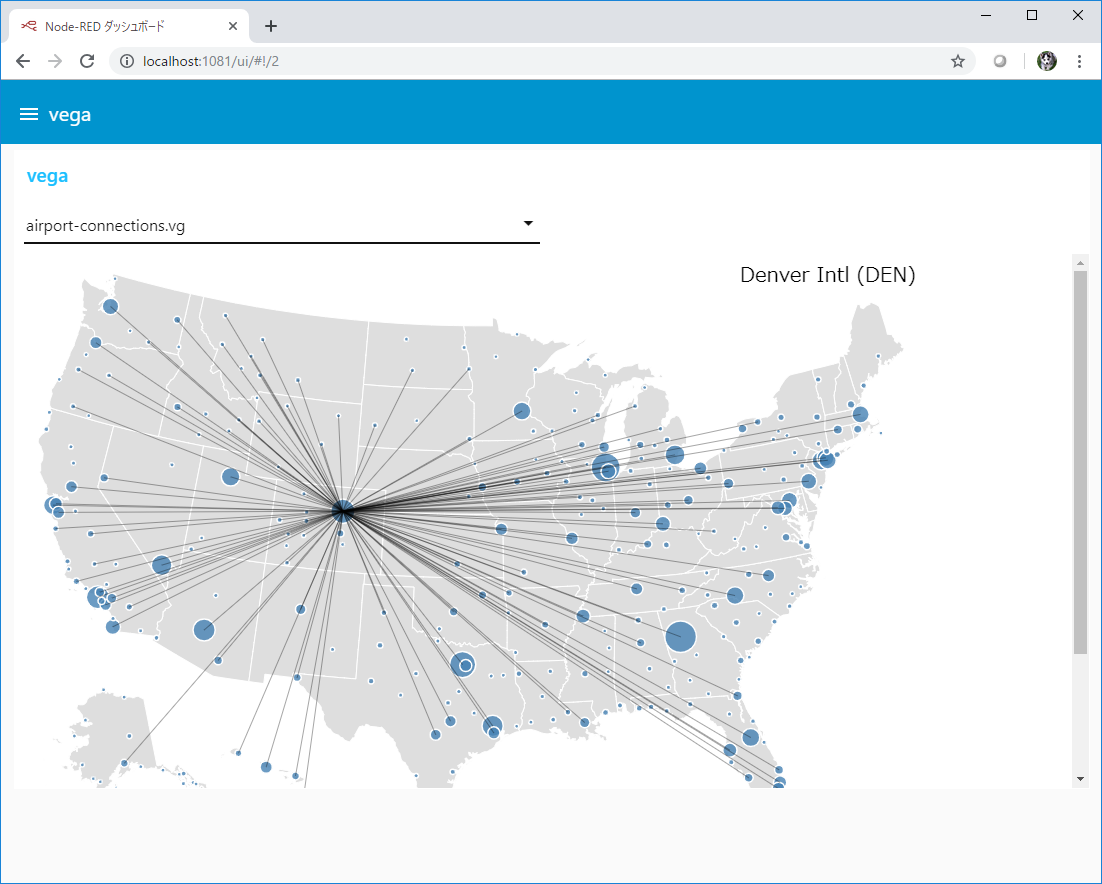 Node-RED ダッシュボード
localhost:1081/ui/#!/2
vega
vega
airport-connections.vg
Denver Intl (DEN)